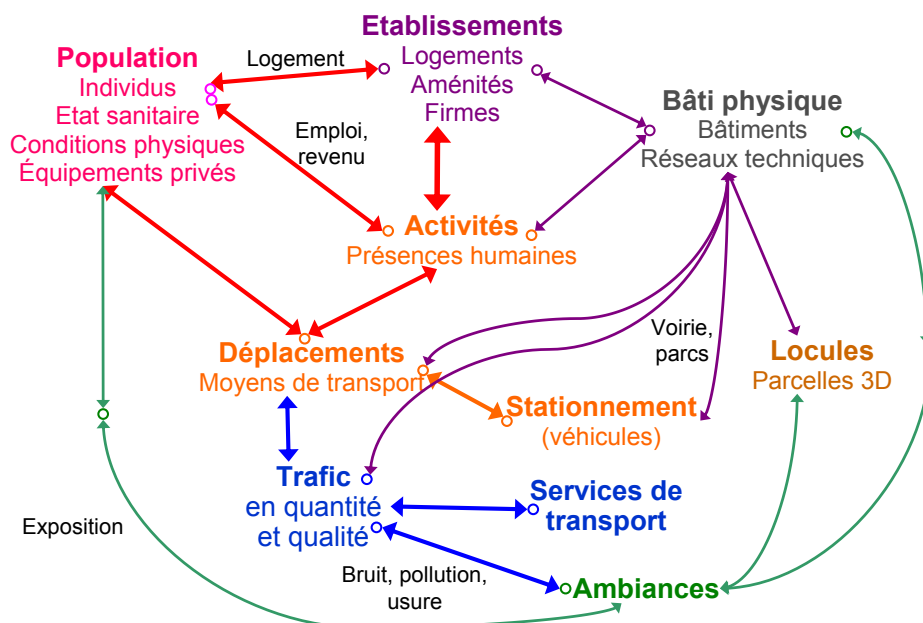 Etablissements
Logements
Aménités
Firmes
Population
Individus
Etat sanitaire
Conditions physiques
Équipements privés
Logement
Emploi,
revenu
Bâti physique
Bâtiments
Réseaux techniques
Activités
Présences humaines
Déplacements
Moyens de transport
Voirie,
parcs
Locules
Parcelles 3D
Stationnement
(véhicules)
Trafic
en quantité
et qualité
Services de
transport
Exposition
Bruit, pollution,
usure
Ambiances